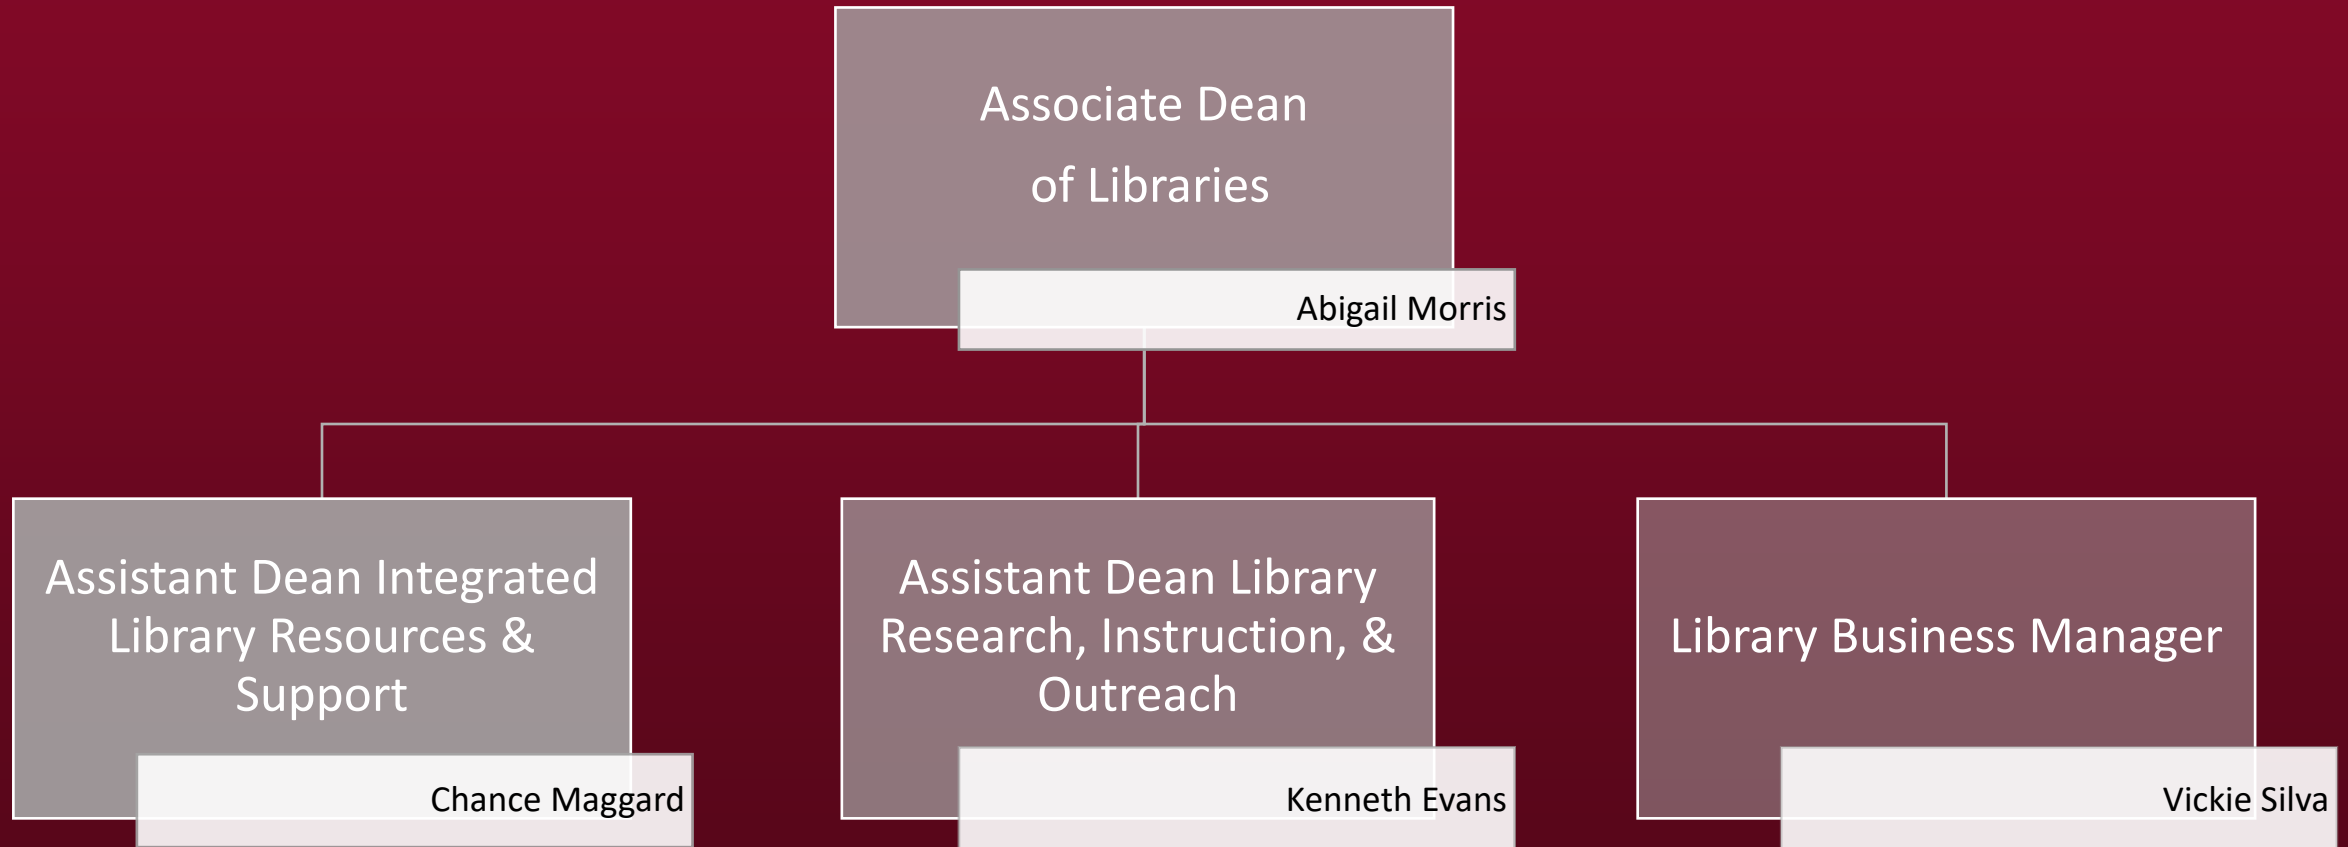 Associate Dean
of Libraries
Abigail Morris
Assistant Dean Integrated
Library Resources &
Support
Chance Maggard
Assistant Dean Library
Research, Instruction, &
Outreach
Kenneth Evans
Library Business Manager
Vickie Silva